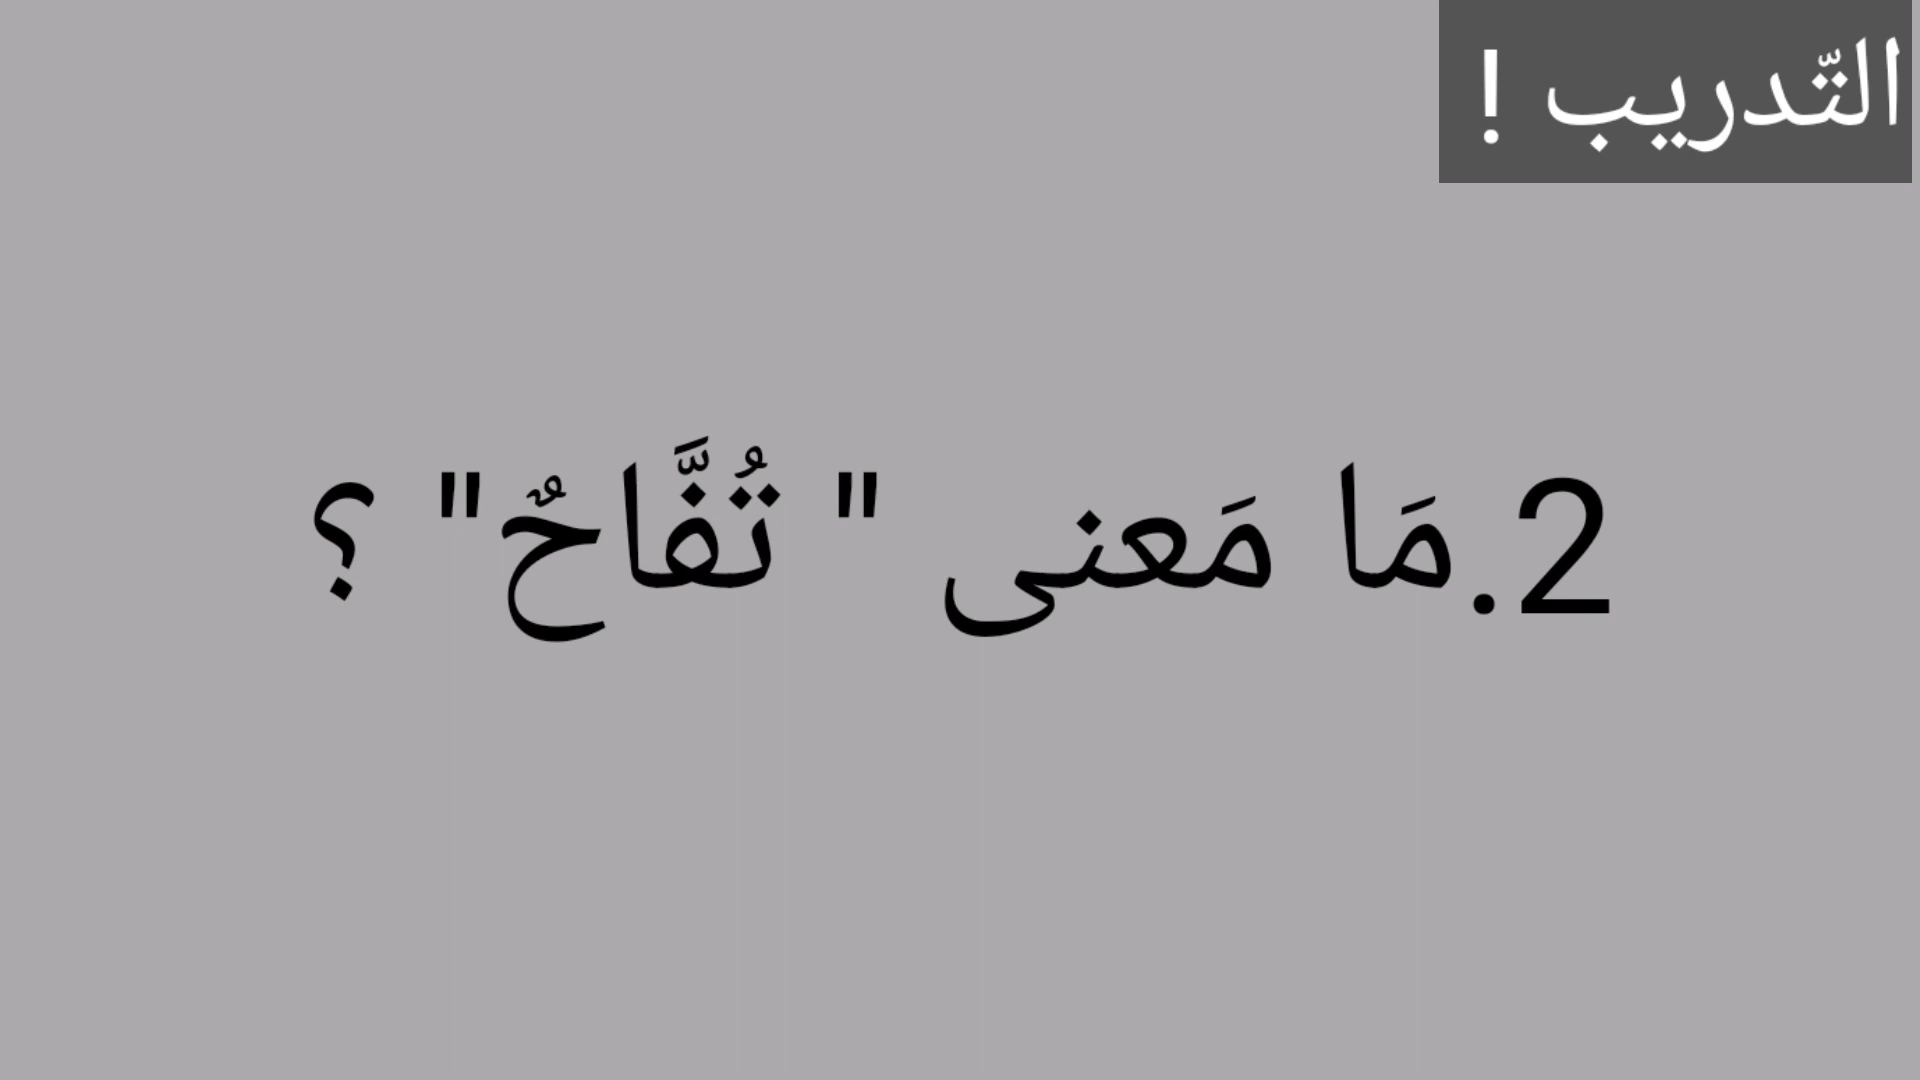 التّدريب !
2.مَا مَعنى " تُفَّاحٌ" ؟